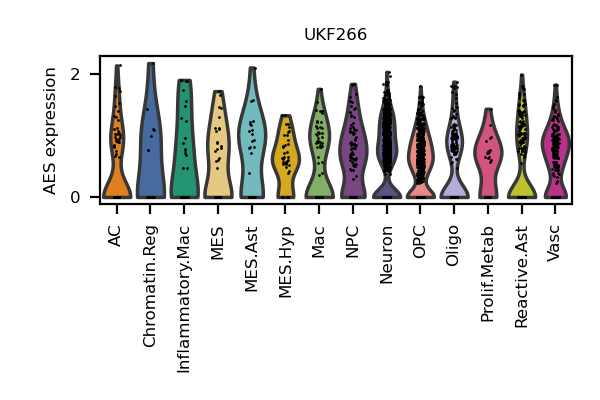 UKF266
AES expression
2
0
AC
Chromatin.Reg
Inflammatory.Mac
MES
MES.Ast
MES.Hyp
Mac
NPC
Neuron
OPC
Oligo
Prolif.Metab
Reactive.Ast
Vasc